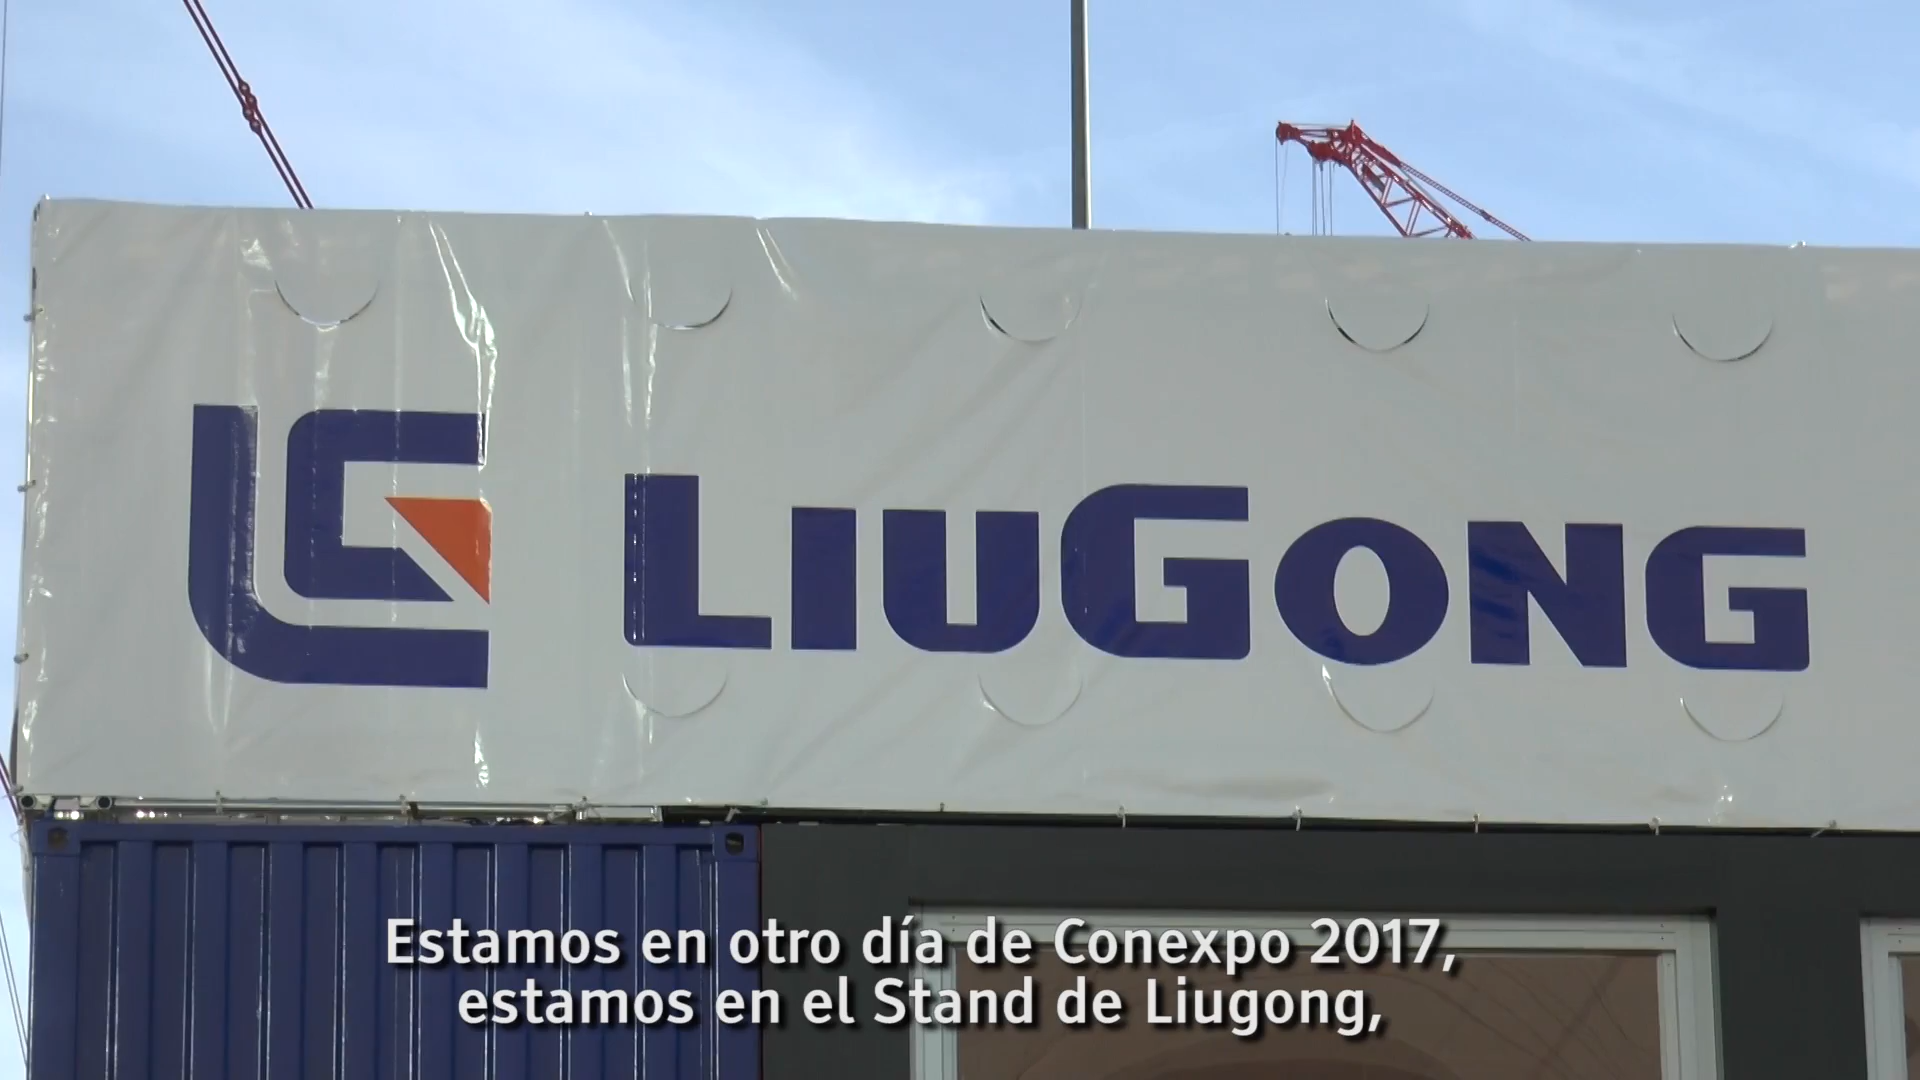 LIUGONG
Estamos en otro día de Conexpo 2017,
estamos en el Stand de Liugong,